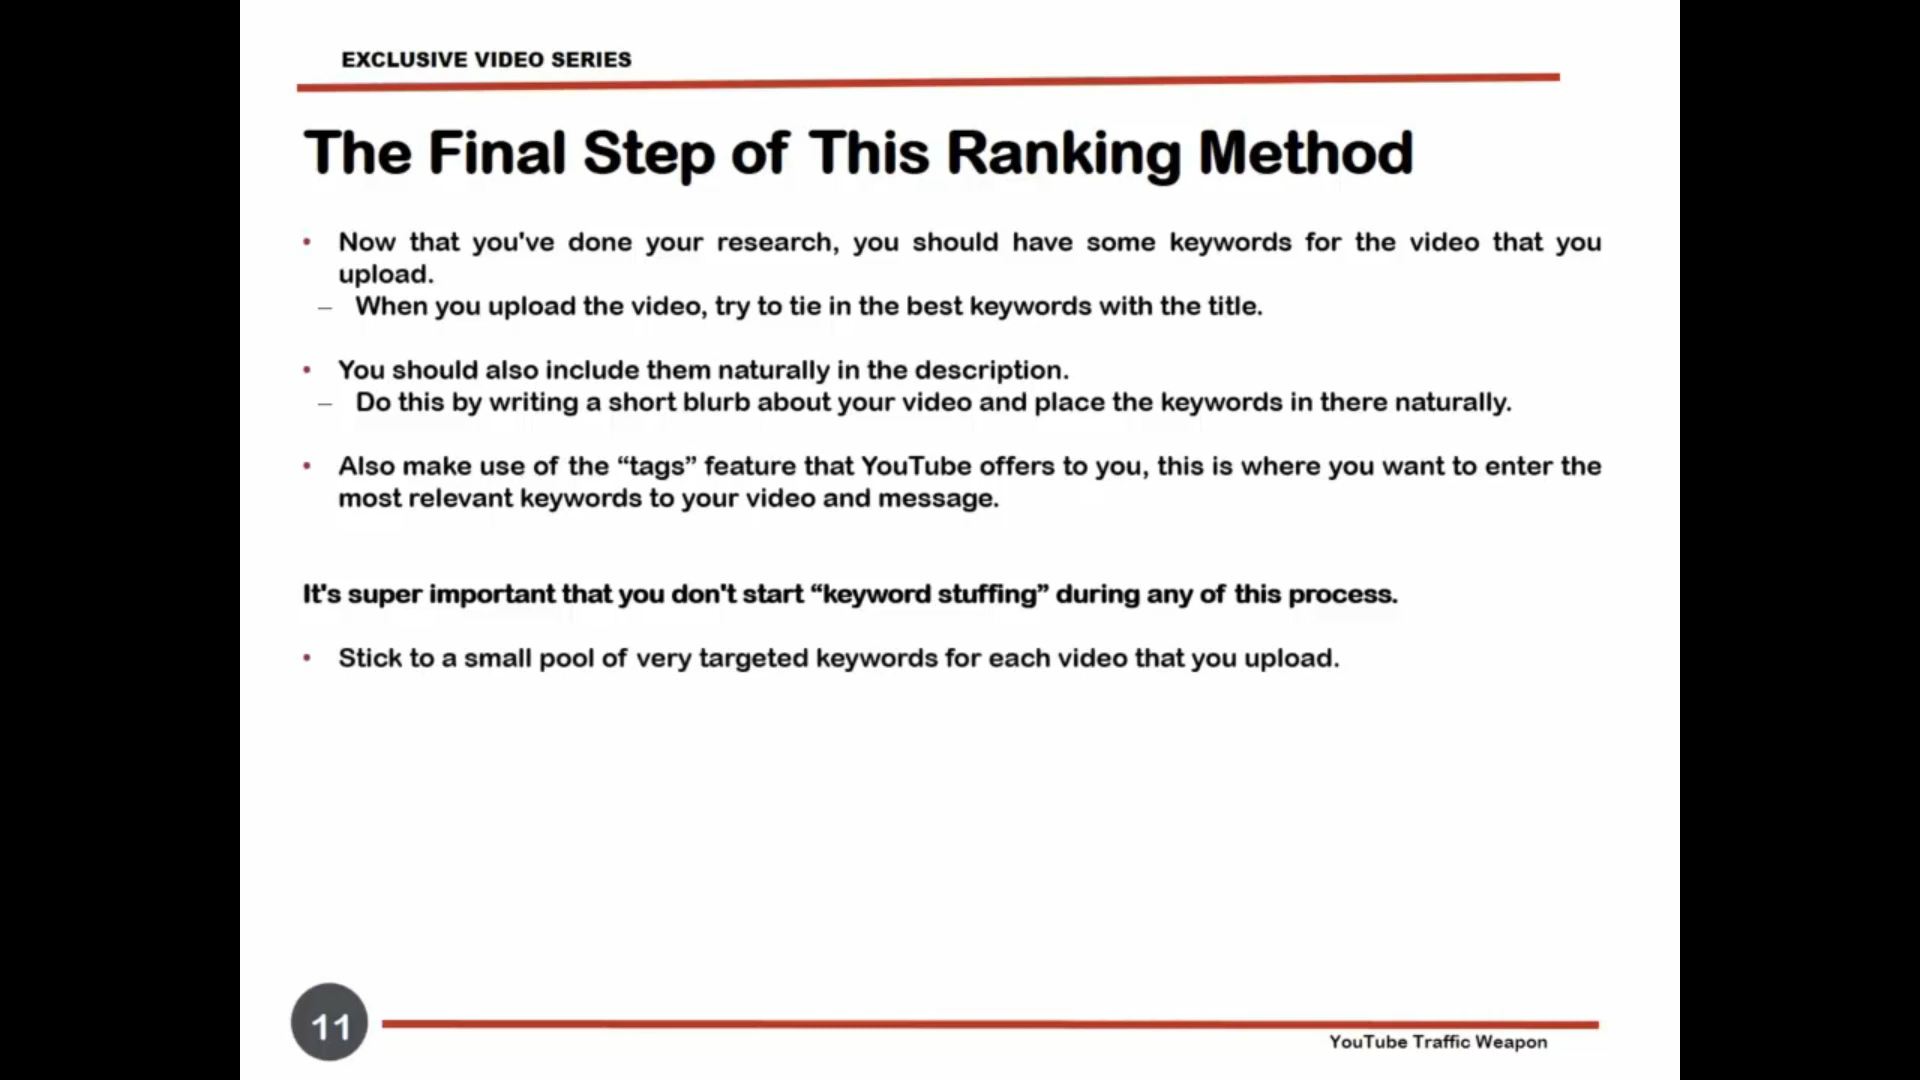 EXCLUSIVE VIDEO SERIES
The Final Step of This Ranking Method
• Now that you've done your research, you should have some keywords for the video that you
upload.
– When you upload the video, try to tie in the best keywords with the title.
• You should also include them naturally in the description.
– Do this by writing a short blurb about your video and place the keywords in there naturally.
• Also make use of the “tags” feature that YouTube offers to you, this is where you want to enter the
most relevant keywords to your video and message.
It's super important that you don't start “keyword stuffing” during any of this process.
• Stick to a small pool of very targeted keywords for each video that you upload.
11
YouTube Traffic Weapon